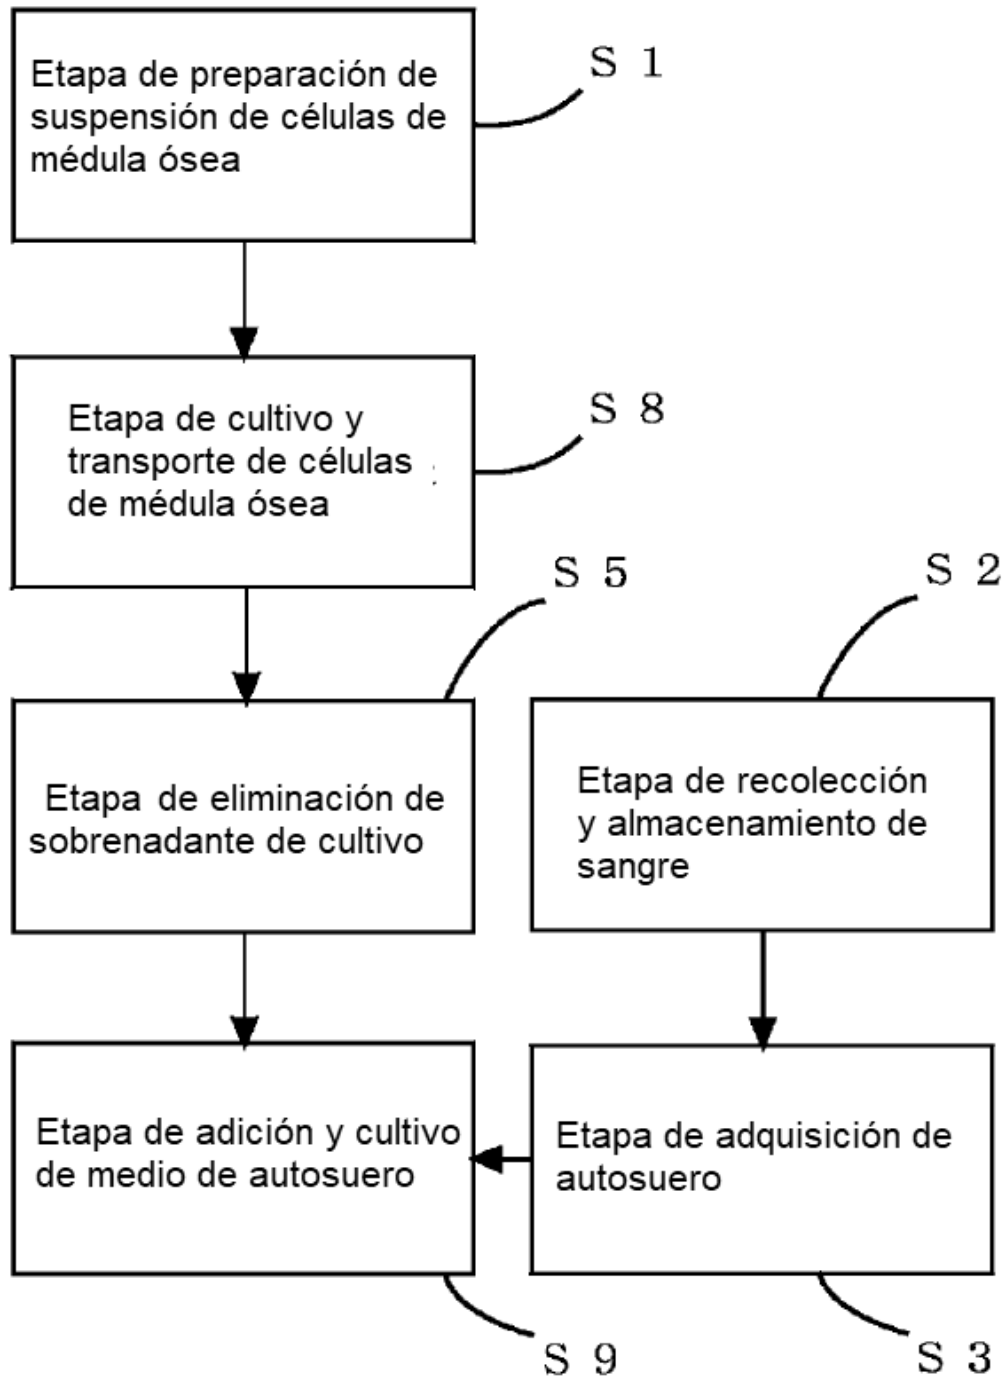 Etapa de preparación de
suspensión de células de
médula ósea
S 1
Etapa de cultivo y
transporte de células
de médula ósea
S 8
S 5
S 2
Etapa de eliminación de
sobrenadante de cultivo
Etapa de recolección
y almacenamiento de
sangre
Etapa de adición y cultivo
de medio de autosuero
Etapa de adquisición de
autosuero
S 9
S 3